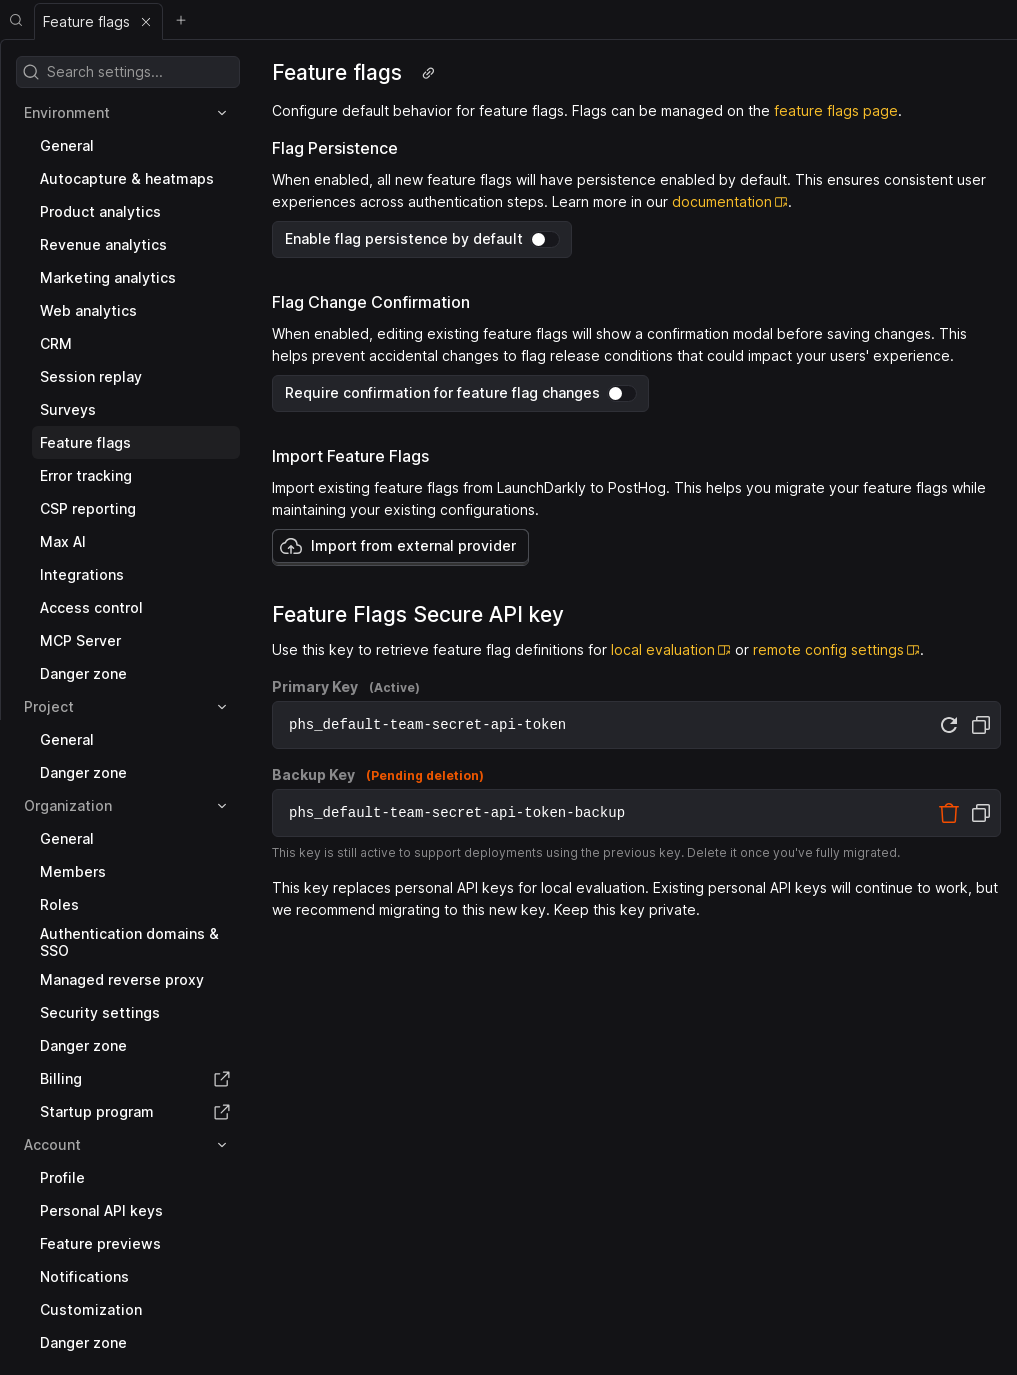 Feature flags
Search settings...
Environment
General
Autocapture & heatmaps
Product analytics
Revenue analytics
Marketing analytics
Web analytics
CRM
Session replay
Surveys
Feature flags
Error tracking
CSP reporting
Max AI
Integrations
Access control
MCP Server
Danger zone
Project
General
Danger zone
Organization
General
Members
Roles
Authentication domains &
SSO
Managed reverse proxy
Security settings
Danger zone
Billing
Startup program
Account
Profile
Personal API keys
Feature previews
Notifications
Customization
Danger zone
Feature flags
Configure default behavior for feature flags. Flags can be managed on the feature flags page.
Flag Persistence
When enabled, all new feature flags will have persistence enabled by default. This ensures consistent user
experiences across authentication steps. Learn more in our documentation.
Enable flag persistence by default
Flag Change Confirmation
When enabled, editing existing feature flags will show a confirmation modal before saving changes. This
helps prevent accidental changes to flag release conditions that could impact your users' experience.
Require confirmation for feature flag changes
Import Feature Flags
Import existing feature flags from LaunchDarkly to PostHog. This helps you migrate your feature flags while
maintaining your existing configurations.
Import from external provider
Feature Flags Secure API key
Use this key to retrieve feature flag definitions for local evaluation or remote config settings.
Primary Key (Active)
phs_default-team-secret-api-token
Backup Key (Pending deletion)
phs_default-team-secret-api-token-backup
This key is still active to support deployments using the previous key. Delete it once you've fully migrated.
This key replaces personal API keys for local evaluation. Existing personal API keys will continue to work, but
we recommend migrating to this new key. Keep this key private.